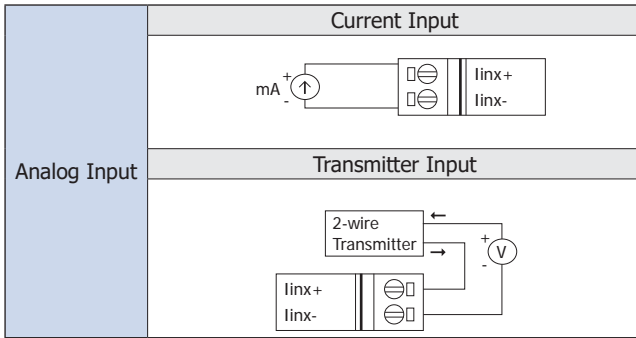 Current Input
mA
+
-
Iinx+
Iinx-
Analog Input
Transmitter Input
2-wire
Transmitter
+
V
-
Iinx+
Iinx-